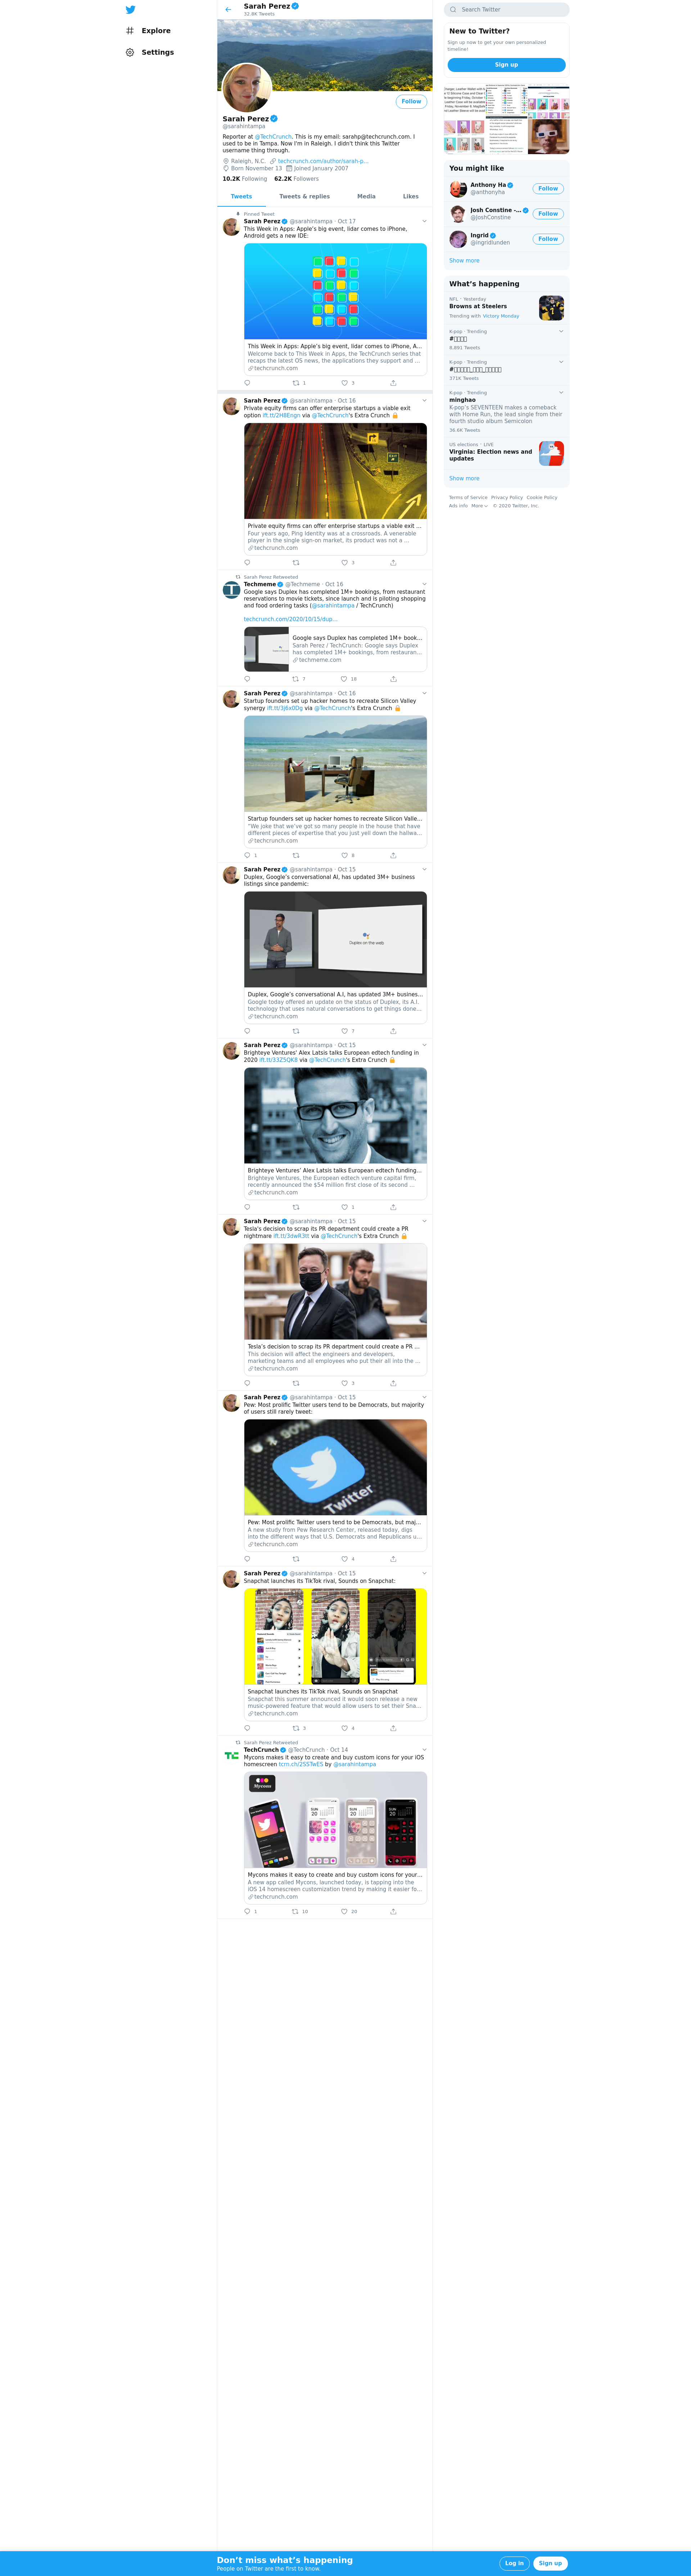 Explore
Settings
Sarah Perez
32.8K Tweets
Follow
Sarah Perez
@sarahintampa
Reporter at @TechCrunch. This is my email: sarahp@techcrunch.com. I
used to be in Tampa. Now I'm in Raleigh. I didn't think this Twitter
username thing through.
Raleigh, N.C. techcrunch.com/author/sarah-p…
Born November 13 Joined January 2007
10.2K Following 62.2K Followers
Tweets Tweets & replies Media Likes
Pinned Tweet
Sarah Perez @sarahintampa · Oct 17
This Week in Apps: Apple's big event, lidar comes to iPhone,
Android gets a new IDE:
This Week in Apps: Apple's big event, lidar comes to iPhone, A…
Welcome back to This Week in Apps, the TechCrunch series that
recaps the latest OS news, the applications they support and …
techcrunch.com
1 3
Sarah Perez @sarahintampa · Oct 16
Private equity firms can offer enterprise startups a viable exit
option ift.tt/2H8Engn via @TechCrunch's Extra Crunch 🔒
Private equity firms can offer enterprise startups a viable exit …
Four years ago, Ping Identity was at a crossroads. A venerable
player in the single sign-on market, its product was not a …
techcrunch.com
3
Sarah Perez Retweeted
Techmeme @Techmeme · Oct 16
Google says Duplex has completed 1M+ bookings, from restaurant
reservations to movie tickets, since launch and is piloting shopping
and food ordering tasks (@sarahintampa / TechCrunch)
techcrunch.com/2020/10/15/dup…
Google says Duplex has completed 1M+ book…
Sarah Perez / TechCrunch: Google says Duplex
has completed 1M+ bookings, from restauran…
techmeme.com
7 18
Sarah Perez @sarahintampa · Oct 16
Startup founders set up hacker homes to recreate Silicon Valley
synergy ift.tt/3J6x0Dg via @TechCrunch's Extra Crunch 🔒
Startup founders set up hacker homes to recreate Silicon Valle…
"We joke that we've got so many people in the house that have
different pieces of expertise that you just yell down the hallwa…
techcrunch.com
1 8
Sarah Perez @sarahintampa · Oct 15
Duplex, Google's conversational AI, has updated 3M+ business
listings since pandemic:
Duplex on the web
Duplex, Google's conversational A.I, has updated 3M+ busines…
Google today offered an update on the status of Duplex, its A.I.
technology that uses natural conversations to get things done…
techcrunch.com
7
Sarah Perez @sarahintampa · Oct 15
Brighteye Ventures' Alex Latsis talks European edtech funding in
2020 ift.tt/33Z5QK8 via @TechCrunch's Extra Crunch 🔒
Brighteye Ventures' Alex Latsis talks European edtech funding…
Brighteye Ventures, the European edtech venture capital firm,
recently announced the $54 million first close of its second …
techcrunch.com
1
Sarah Perez @sarahintampa · Oct 15
Tesla's decision to scrap its PR department could create a PR
nightmare ift.tt/3dwR3tt via @TechCrunch's Extra Crunch 🔒
Tesla's decision to scrap its PR department could create a PR …
This decision will affect the engineers and developers,
marketing teams and all employees who put their all into the …
techcrunch.com
3
Sarah Perez @sarahintampa · Oct 15
Pew: Most prolific Twitter users tend to be Democrats, but majority
of users still rarely tweet:
Twitter
Pew: Most prolific Twitter users tend to be Democrats, but maj…
A new study from Pew Research Center, released today, digs
into the different ways that U.S. Democrats and Republicans u…
techcrunch.com
4
Sarah Perez @sarahintampa · Oct 15
Snapchat launches its TikTok rival, Sounds on Snapchat:
Snapchat launches its TikTok rival, Sounds on Snapchat
Snapchat this summer announced it would soon release a new
music-powered feature that would allow users to set their Sna…
techcrunch.com
3 4
Sarah Perez Retweeted
TechCrunch @TechCrunch · Oct 14
Mycons makes it easy to create and buy custom icons for your iOS
homescreen tcrn.ch/2SSTwE5 by @sarahintampa
Mycons
SUN 20
SUN 20
SUN 20
Mycons makes it easy to create and buy custom icons for your…
A new app called Mycons, launched today, is tapping into the
iOS 14 homescreen customization trend by making it easier fo…
techcrunch.com
1 10 20
Search Twitter
New to Twitter?
Sign up now to get your own personalized
timeline!
Sign up
You might like
Anthony Ha
@anthonyha
Follow
Josh Constine -…
@JoshConstine
Follow
Ingrid
@ingridlunden
Follow
Show more
What's happening
NFL · Yesterday
Browns at Steelers
Trending with Victory Monday
K-pop · Trending
8,891 Tweets
K-pop · Trending
371K Tweets
K-pop · Trending
minghao
K-pop's SEVENTEEN makes a comeback
with Home Run, the lead single from their
fourth studio album Semicolon
36.6K Tweets
US elections · LIVE
Virginia: Election news and
updates
Show more
Terms of Service Privacy Policy Cookie Policy
Ads info More © 2020 Twitter, Inc.
Don't miss what's happening
People on Twitter are the first to know.
Log in Sign up